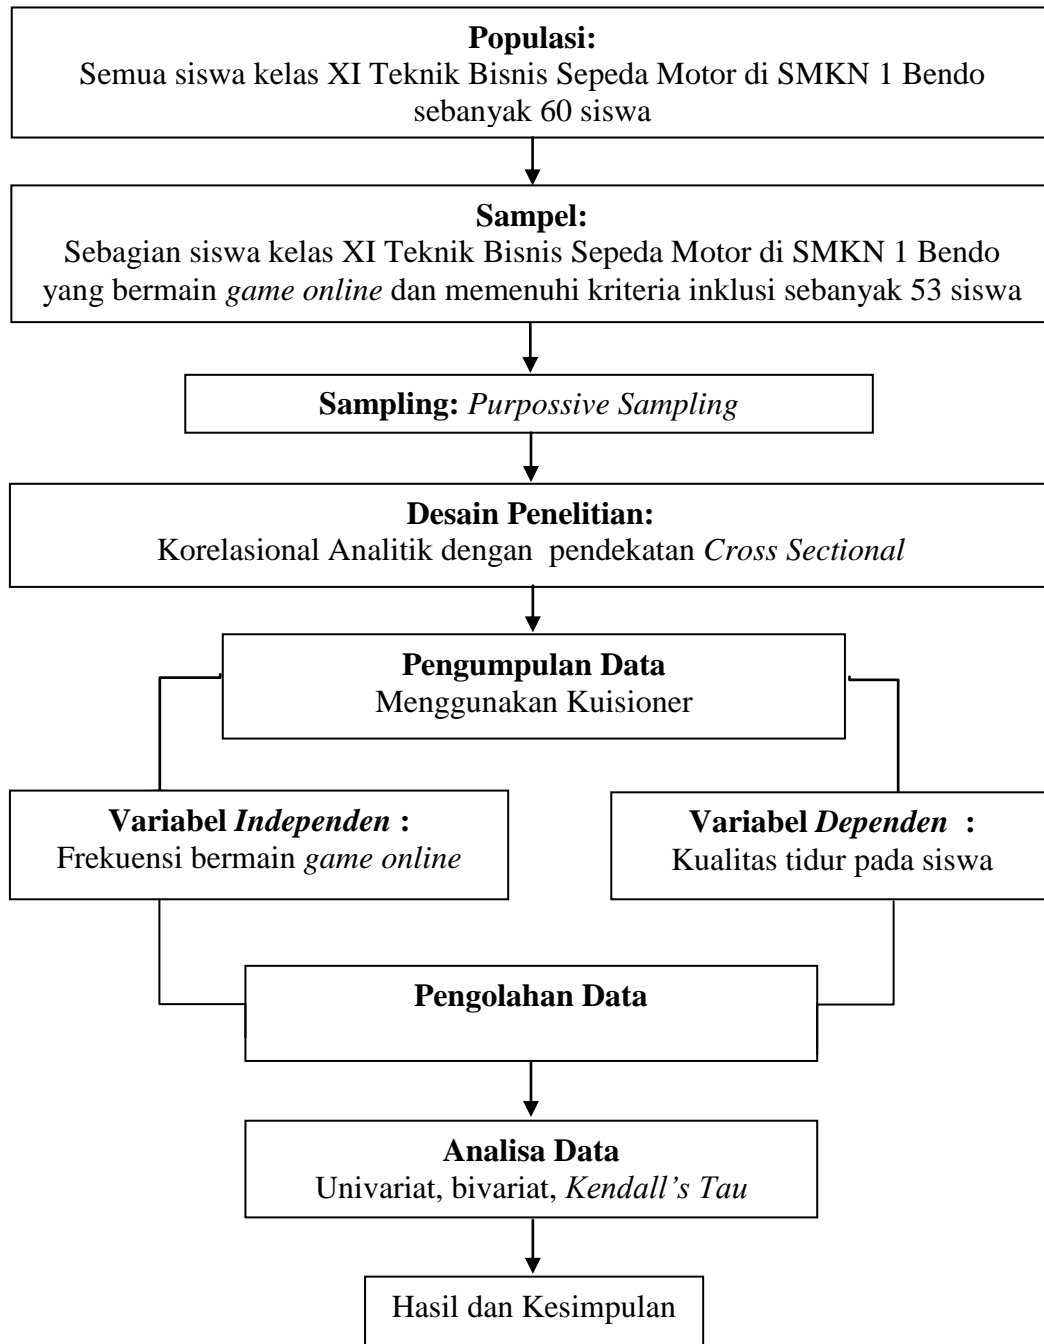 Populasi:
Semua siswa kelas XI Teknik Bisnis Sepeda Motor di SMKN 1 Bendo
sebanyak 60 siswa
Sampel:
Sebagian siswa kelas XI Teknik Bisnis Sepeda Motor di SMKN 1 Bendo
yang bermain game online dan memenuhi kriteria inklusi sebanyak 53 siswa
Sampling: Purpossive Sampling
Desain Penelitian:
Korelasional Analitik dengan pendekatan Cross Sectional
Pengumpulan Data
Menggunakan Kuisioner
Variabel Independen :
Frekuensi bermain game online
Variabel Dependen :
Kualitas tidur pada siswa
Pengolahan Data
Analisa Data
Univariat, bivariat, Kendall’s Tau
Hasil dan Kesimpulan